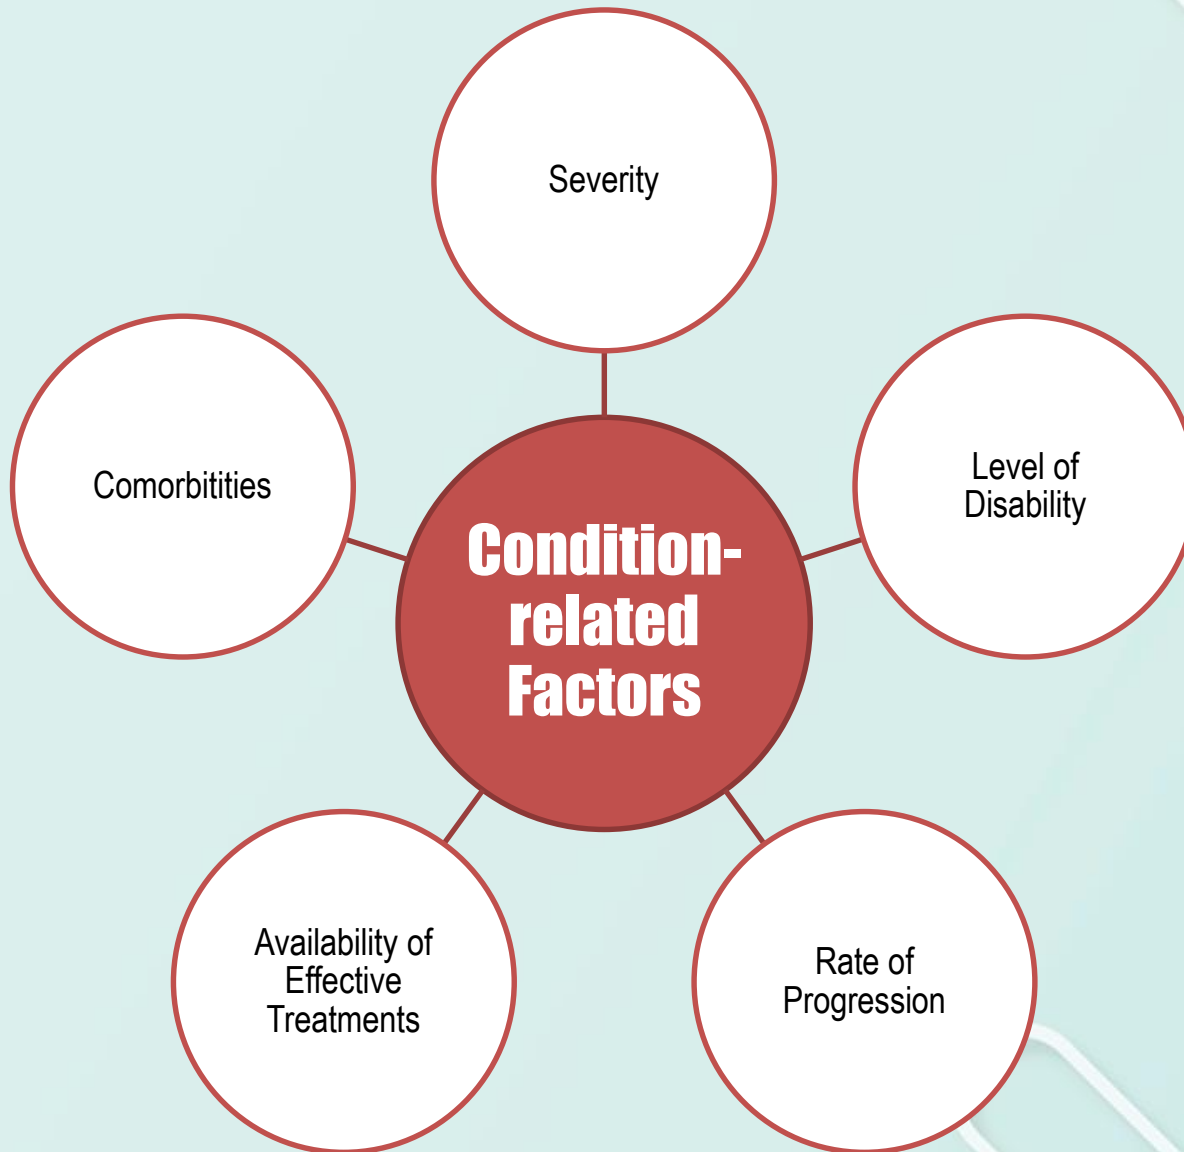 Severity
Comorbitities
Level of
Disability
Condition-
related
Factors
Availability of
Effective
Treatments
Rate of
Progression